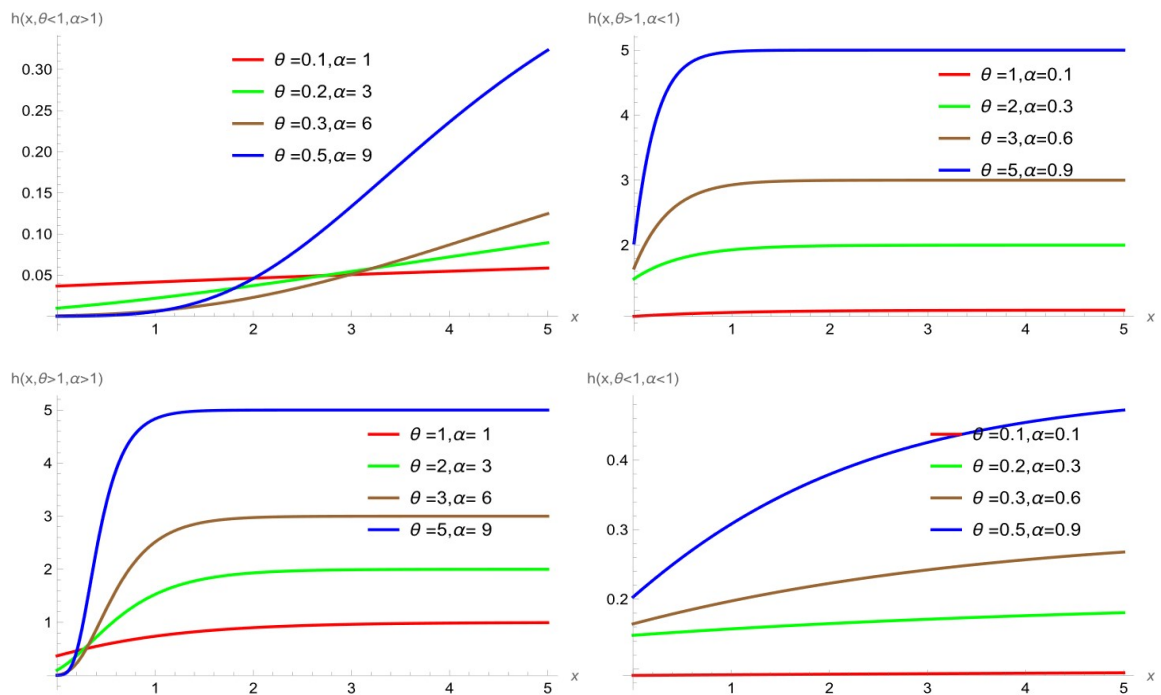 h(x,θ<1,α>1)
0.30
0.25
0.20
0.15
0.10
0.05
1 2 3 4 5 x
θ =0.1,α= 1
θ =0.2,α= 3
θ =0.3,α= 6
θ =0.5,α= 9
h(x,θ>1,α<1)
5
4
3
2
1 2 3 4 5 x
θ =1,α=0.1
θ =2,α=0.3
θ =3,α=0.6
θ =5,α=0.9
h(x,θ>1,α>1)
5
4
3
2
1
1 2 3 4 5 x
θ =1,α= 1
θ =2,α= 3
θ =3,α= 6
θ =5,α= 9
h(x,θ<1,α<1)
0.4
0.3
0.2
1 2 3 4 5 x
θ =0.1,α=0.1
θ =0.2,α=0.3
θ =0.3,α=0.6
θ =0.5,α=0.9